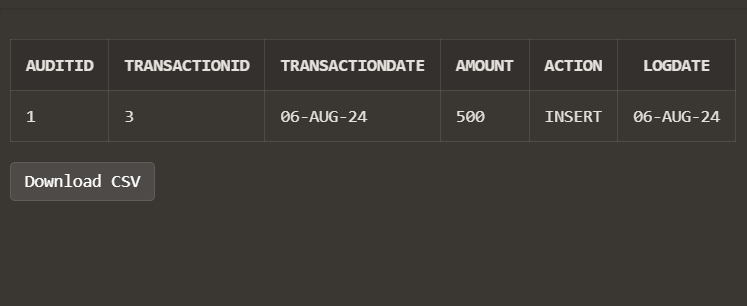 AUDITID TRANSACTIONID TRANSACTIONDATE AMOUNT ACTION LOGDATE
1 3 06-AUG-24 500 INSERT 06-AUG-24
Download CSV